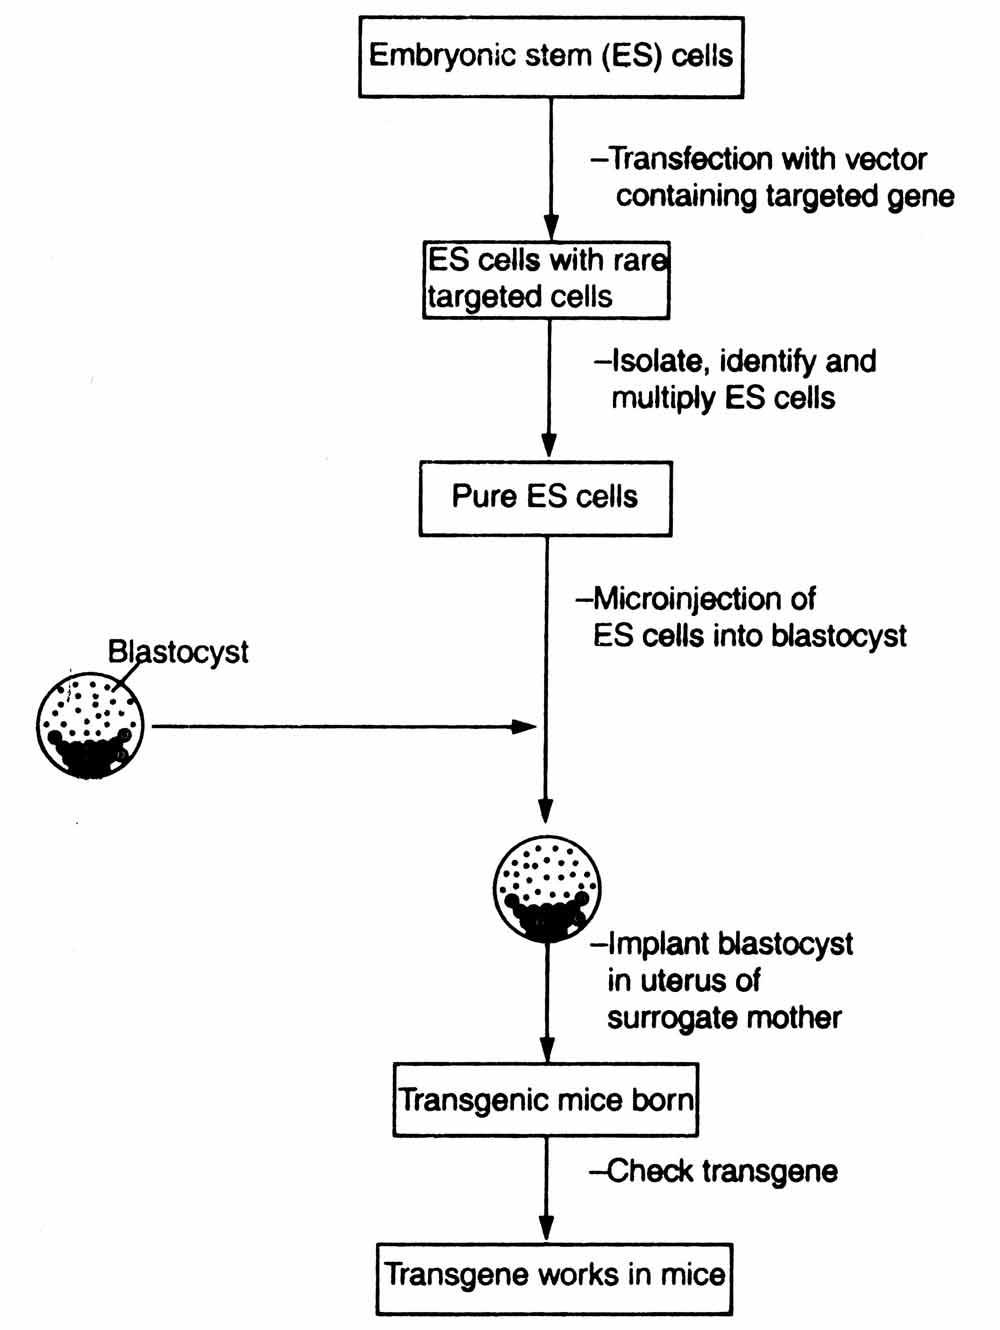 Embryonic stem (ES) cells
–Transfection with vector
containing targeted gene
ES cells with rare
targeted cells
–Isolate, identify and
multiply ES cells
Pure ES cells
–Microinjection of
ES cells into blastocyst
Blastocyst
–Implant blastocyst
in uterus of
surrogate mother
Transgenic mice born
–Check transgene
Transgene works in mice